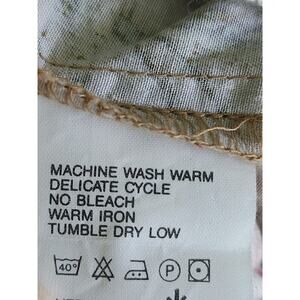 MACHINE WASH WARM
DELICATE CYCLE
NO BLEACH
WARM IRON
TUMBLE DRY LOW
40° P